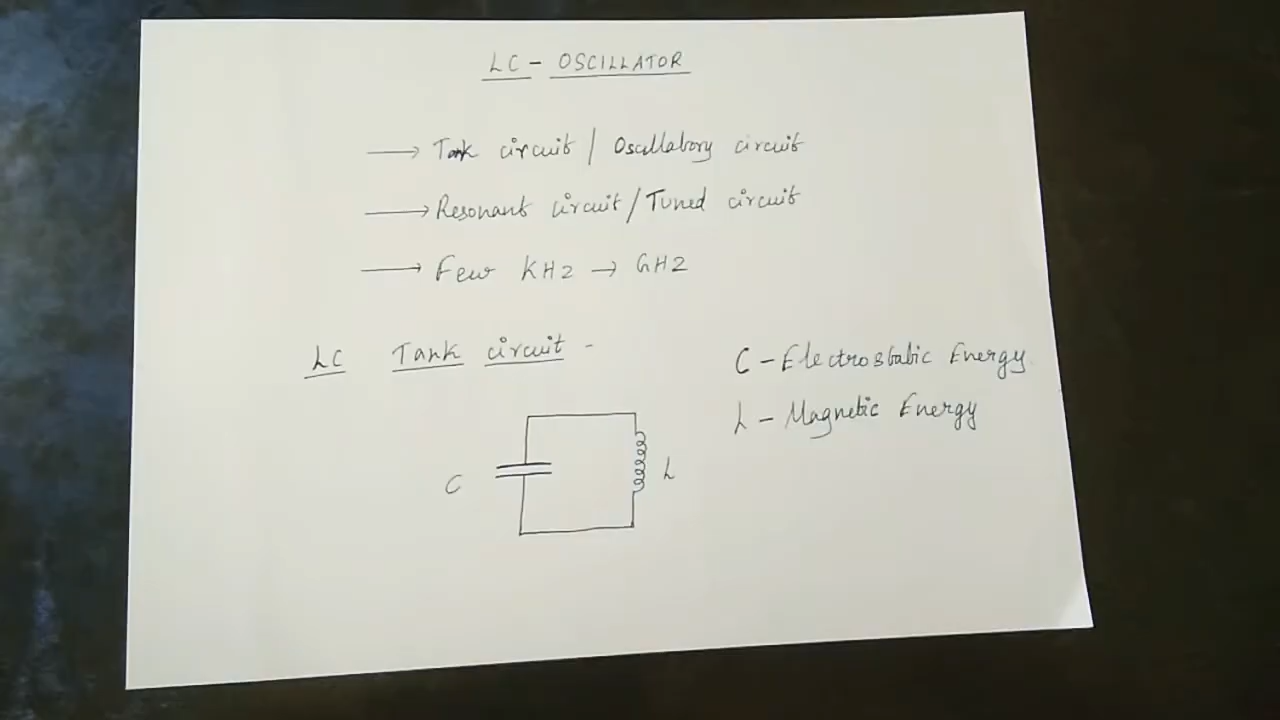 LC - OSCILLATOR
→ Tank circuit / Oscillatory circuit
→ Resonant circuit / Tuned circuit
→ Few KHZ → GHZ
LC Tank circuit -
C - Electrostatic Energy
L - Magnetic Energy
C
L